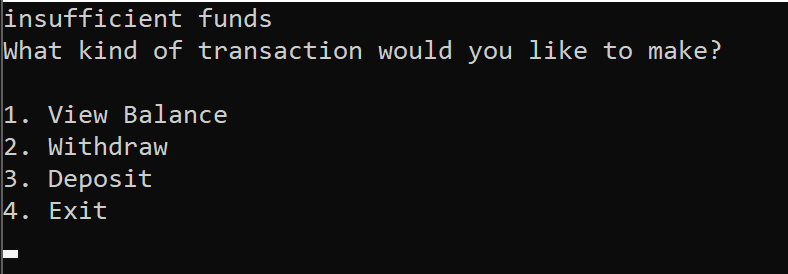 insufficient funds
What kind of transaction would you like to make?
1. View Balance
2. Withdraw
3. Deposit
4. Exit